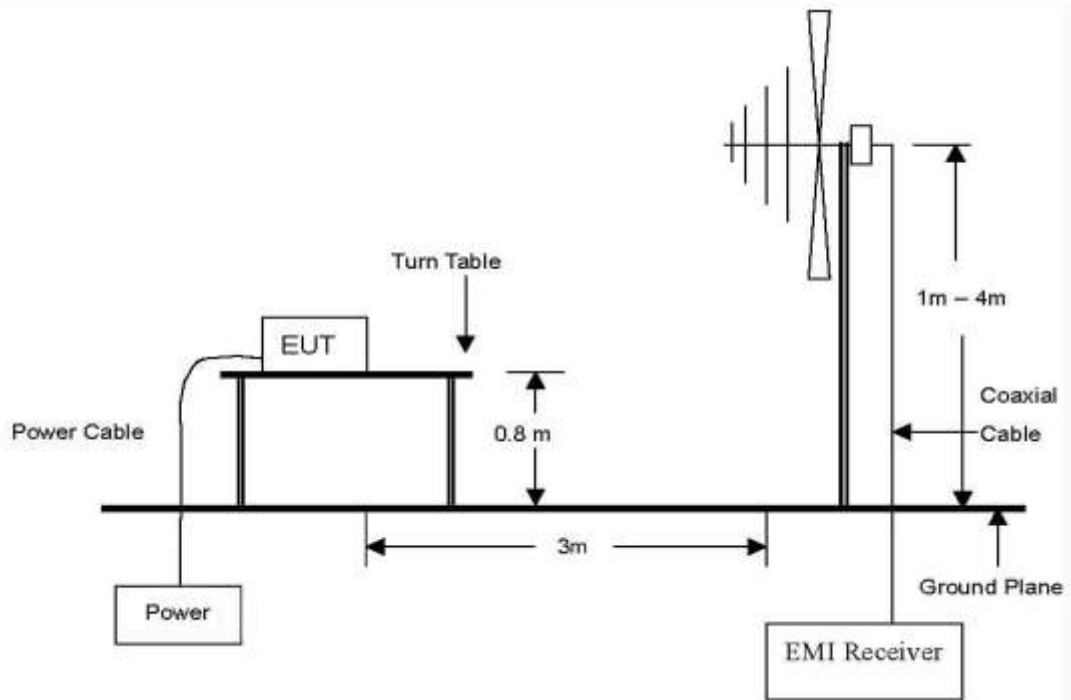 Turn Table
EUT
1m – 4m
Coaxial
Cable
Power Cable
0.8 m
3m
Power
Ground Plane
EMI Receiver